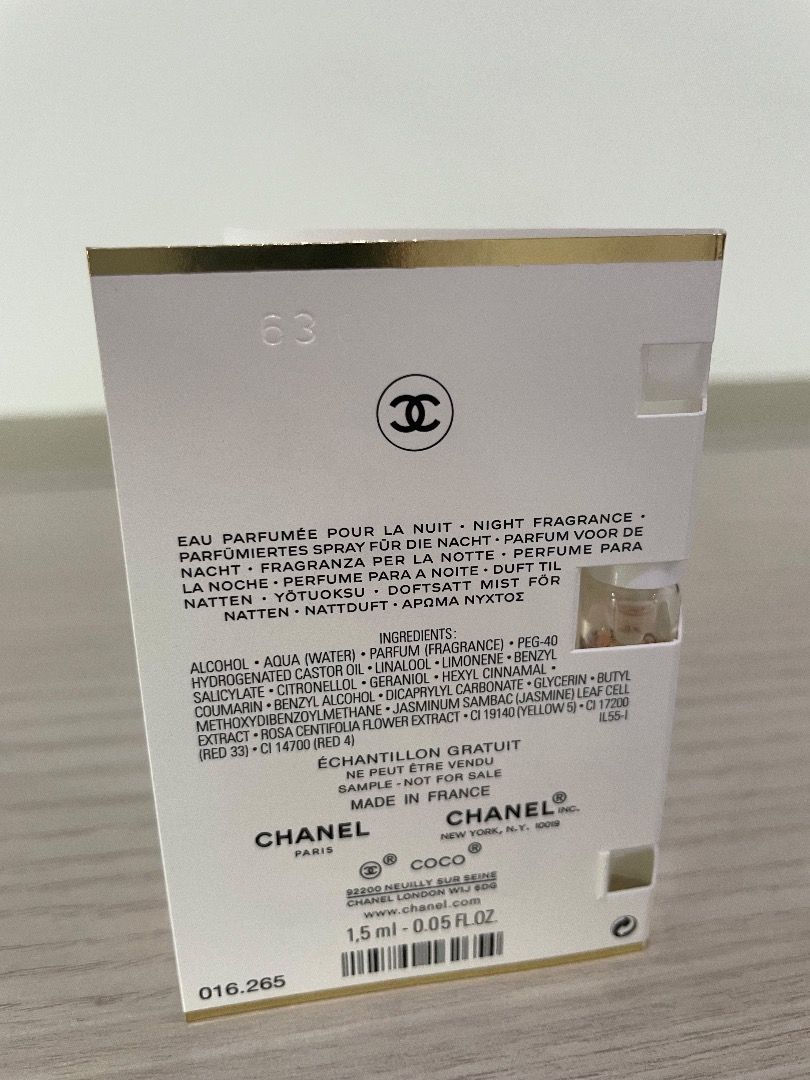 63
EAU PARFUMÉE POUR LA NUIT • NIGHT FRAGRANCE •
PARFÜMIERTES SPRAY FÜR DIE NACHT • PARFUM VOOR DE
NACHT • FRAGRANZA PER LA NOTTE • PERFUME PARA
LA NOCHE • PERFUME PARA A NOITE • DUFT TIL
NATTEN • YÖTUOKSU • DOFTSATT MIST FÖR
NATTEN • NATTDUFT • ΑΡΩΜΑ ΝΥΧΤΟΣ
INGREDIENTS:
ALCOHOL • AQUA (WATER) • PARFUM (FRAGRANCE) • PEG-40
HYDROGENATED CASTOR OIL • LINALOOL • LIMONENE • BENZYL
SALICYLATE • CITRONELLOL • GERANIOL • HEXYL CINNAMAL •
COUMARIN • BENZYL ALCOHOL • DICAPRYLYL CARBONATE • GLYCERIN • BUTYL
METHOXYDIBENZOYLMETHANE • JASMINUM SAMBAC (JASMINE) LEAF CELL
EXTRACT • ROSA CENTIFOLIA FLOWER EXTRACT • CI 19140 (YELLOW 5) • CI 17200
(RED 33) • CI 14700 (RED 4) IL55-I
ÉCHANTILLON GRATUIT
NE PEUT ÊTRE VENDU
SAMPLE - NOT FOR SALE
MADE IN FRANCE
CHANEL CHANEL® INC.
PARIS NEW YORK, N.Y. 10019
® COCO®
92200 NEUILLY SUR SEINE
CHANEL LONDON W1J 6DG
www.chanel.com
1,5 ml - 0.05 FL.OZ.
016.265